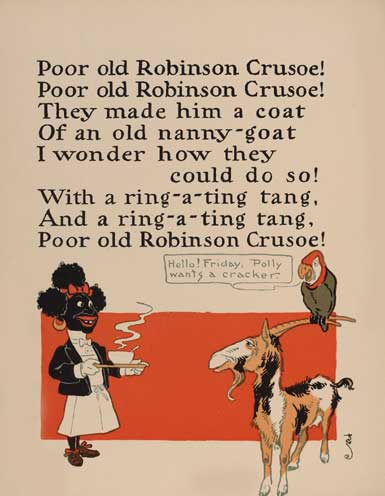 Poor old Robinson Crusoe!
Poor old Robinson Crusoe!
They made him a coat
Of an old nanny-goat
I wonder how they
could do so!
With a ring-a-ting tang,
And a ring-a-ting tang,
Poor old Robinson Crusoe!
Hello! Friday, Polly
wants a cracker.